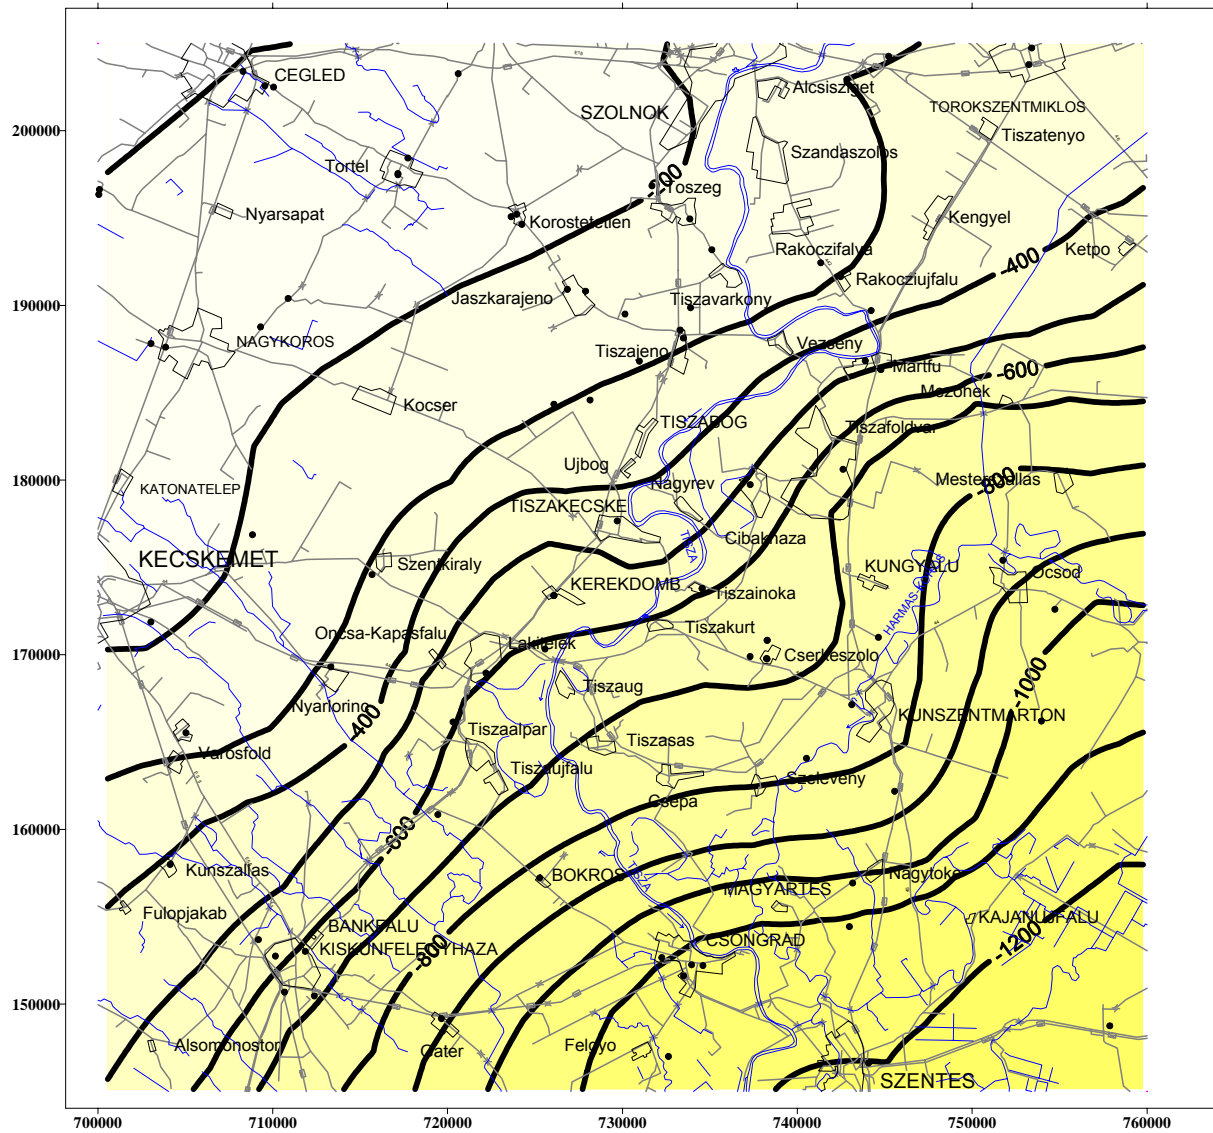 CEGLED
Alcsisziget
SZOLNOK
TOROKSZENTMIKLOS
200000
Tiszatenyo
Szandaszolos
Tortel
Toszeg
Nyarsapat
Kengyel
Korostetetlen
Rakoczifalva
Ketpo
-400
Rakocziujfalu
Jaszkarajeno
Tiszavarkony
190000
NAGYKOROS
Vezseny
Tiszajeno
Martfu
-600
Mezohek
Kocser
TISZABOG
Tiszafoldvar
Ujbog
180000
Nagyrev
-800
KATONATELEP
TISZAKECSKE
TISZA
Cibakhaza
KECSKEMET
Szentkiraly
KUNGYALU
Ocsod
KEREKDOMB
Tiszainoka
HARMAS-KOROS
Oncsa-Kapasfalu
Tiszakurt
170000
Lakitelek
Cserkeszolo
Tiszaug
-1000
Nyarlorinc
-400
KUNSZENTMARTON
Tiszaalpar
Tiszasas
Varosfold
Tiszaujfalu
Szeleveny
Csepa
160000
-600
Kunszallas
BOKROS
TISZA
Nagytoke
MAGYARTES
Fulopjakab
KAJANUJFALU
BANKFALU
CSONGRAD
KISKUNFELEGYHAZA
-1200
-800
150000
Alsomonostor
Gater
Felgyo
SZENTES
700000 710000 720000 730000 740000 750000 760000